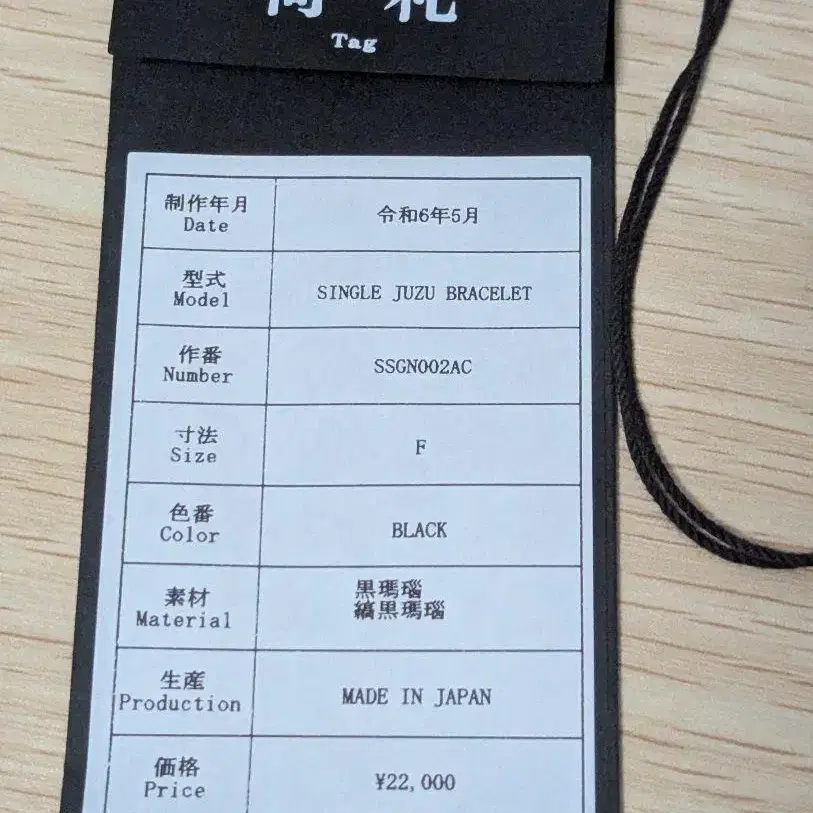 札
Tag
制作年月
Date
令和6年5月
型式
Model
SINGLE JUZU BRACELET
作番
Number
SSGN002AC
寸法
Size
F
色番
Color
BLACK
素材
Material
黒瑪瑙
縞黒瑪瑙
生産
Production
MADE IN JAPAN
価格
Price
¥22,000